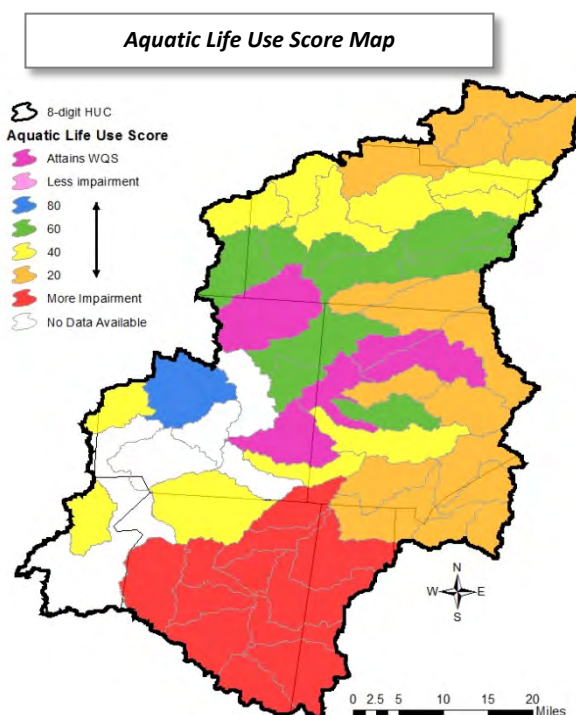 Aquatic Life Use Score Map
8-digit HUC
Aquatic Life Use Score
Attains WQS
Less impairment
80
60
40
20
More Impairment
No Data Available
N
W E
S
0 2.5 5 10 15 20
Miles